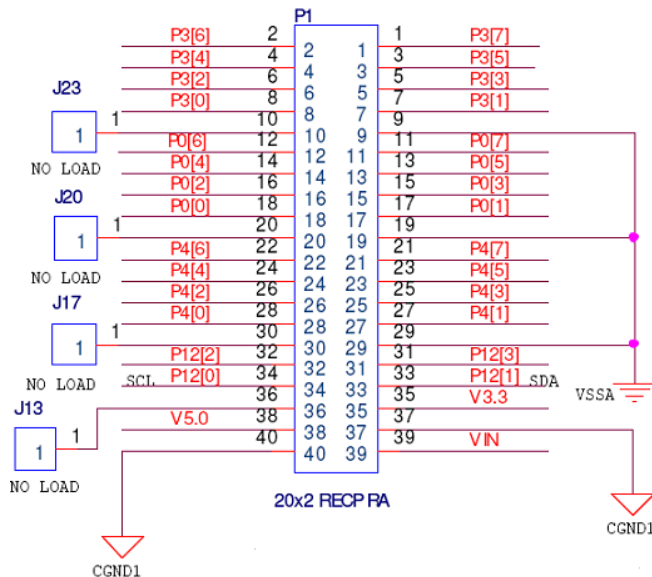 P1
P3[6] 2 1 P3[7]
2 1
P3[4] 4 3 P3[5]
4 3
P3[2] 6 5 P3[3]
6 5
J23 P3[0] 8 7 P3[1]
8 7
1 10 9
1 10 9
P0[6] 12 11 P0[7]
NO LOAD 12 11
P0[4] 14 13 P0[5]
14 13
P0[2] 16 15 P0[3]
16 15
J20 P0[0] 18 17 P0[1]
18 17
1 20 19
1 20 19
P4[6] 22 21 P4[7]
NO LOAD 22 21
P4[4] 24 23 P4[5]
24 23
P4[2] 26 25 P4[3]
26 25
J17 P4[0] 28 27 P4[1]
28 27
1 30 29
1 30 29
P12[2] 32 31 P12[3]
32 31
P12[0] 34 33 P12[1]
NO LOAD SCL 34 33 SDA VSSA
36 35 V3.3
J13 36 35
V5.0 38 37
1 38 37
1 40 39 VIN
40 39
NO LOAD
20x2 RECP RA
CGND1
CGND1